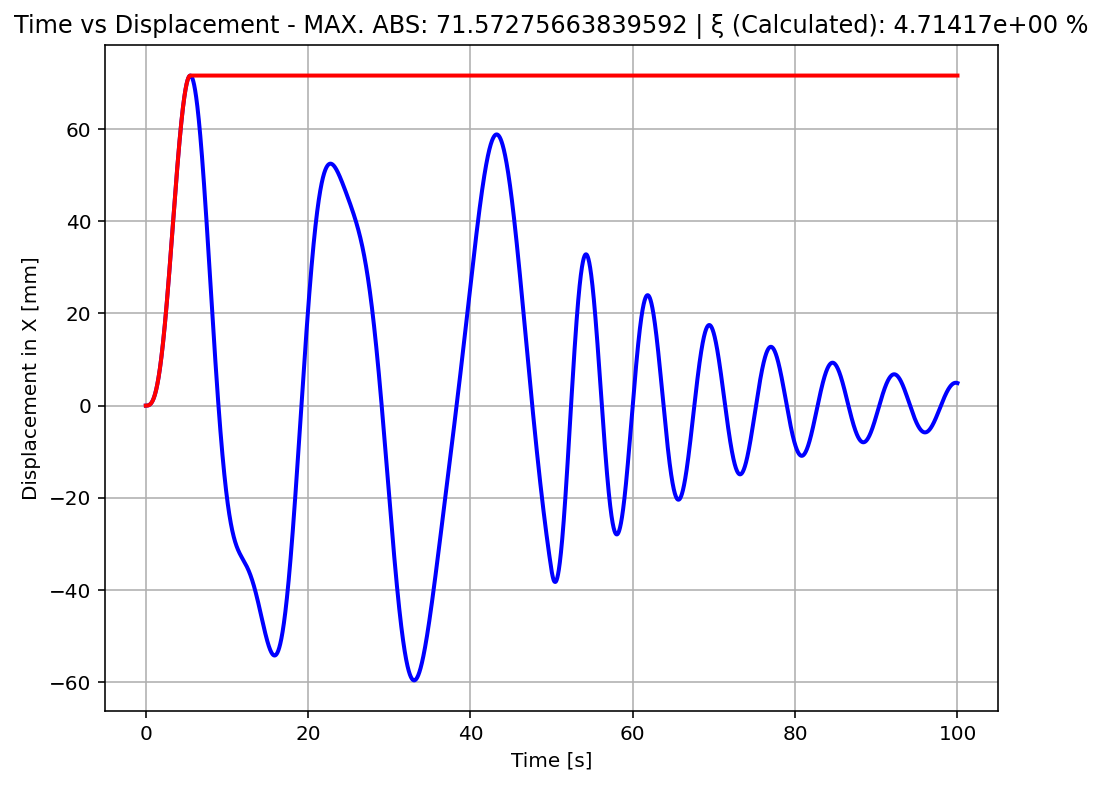 Time vs Displacement - MAX. ABS: 71.57275663839592 | ξ (Calculated): 4.71417e+00 %
Displacement in X [mm]
60
40
20
0
−20
−40
−60
0 20 40 60 80 100
Time [s]